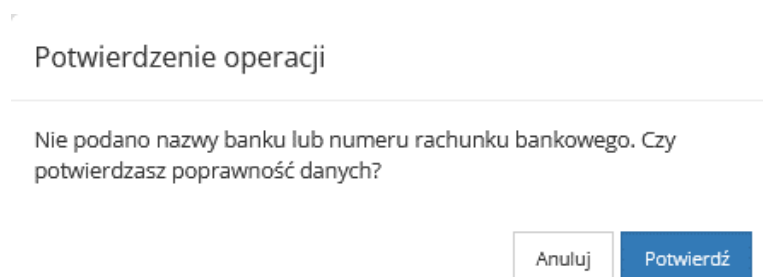 Potwierdzenie operacji
Nie podano nazwy banku lub numeru rachunku bankowego. Czy
potwierdzasz poprawność danych?
Anuluj Potwierdź